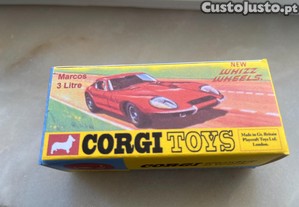 Custojusto.pt
Marcos
3 Litre
NEW
WHIZZ
WHEELS.
CORGI TOYS
Made in Gt. Britain
Playcraft Toys Ltd.
London.